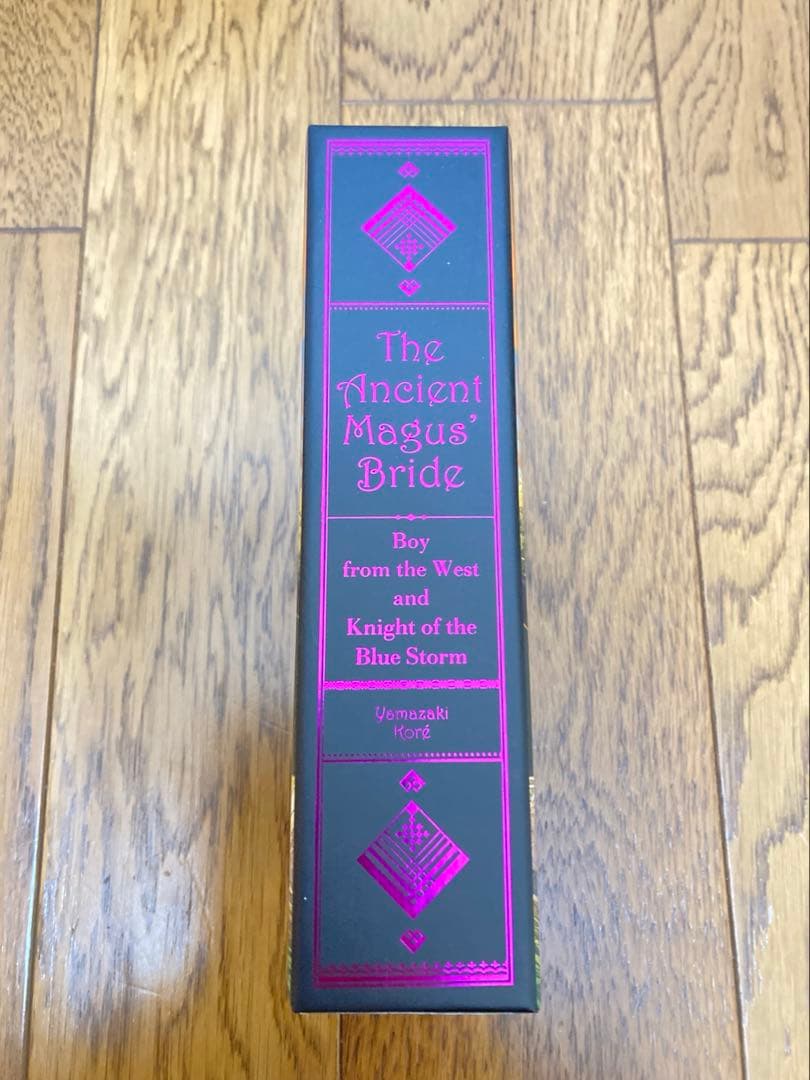 The
Ancient
Magus'
Bride
Boy
from the West
and
Knight of the
Blue Storm
Yamazaki
Koré